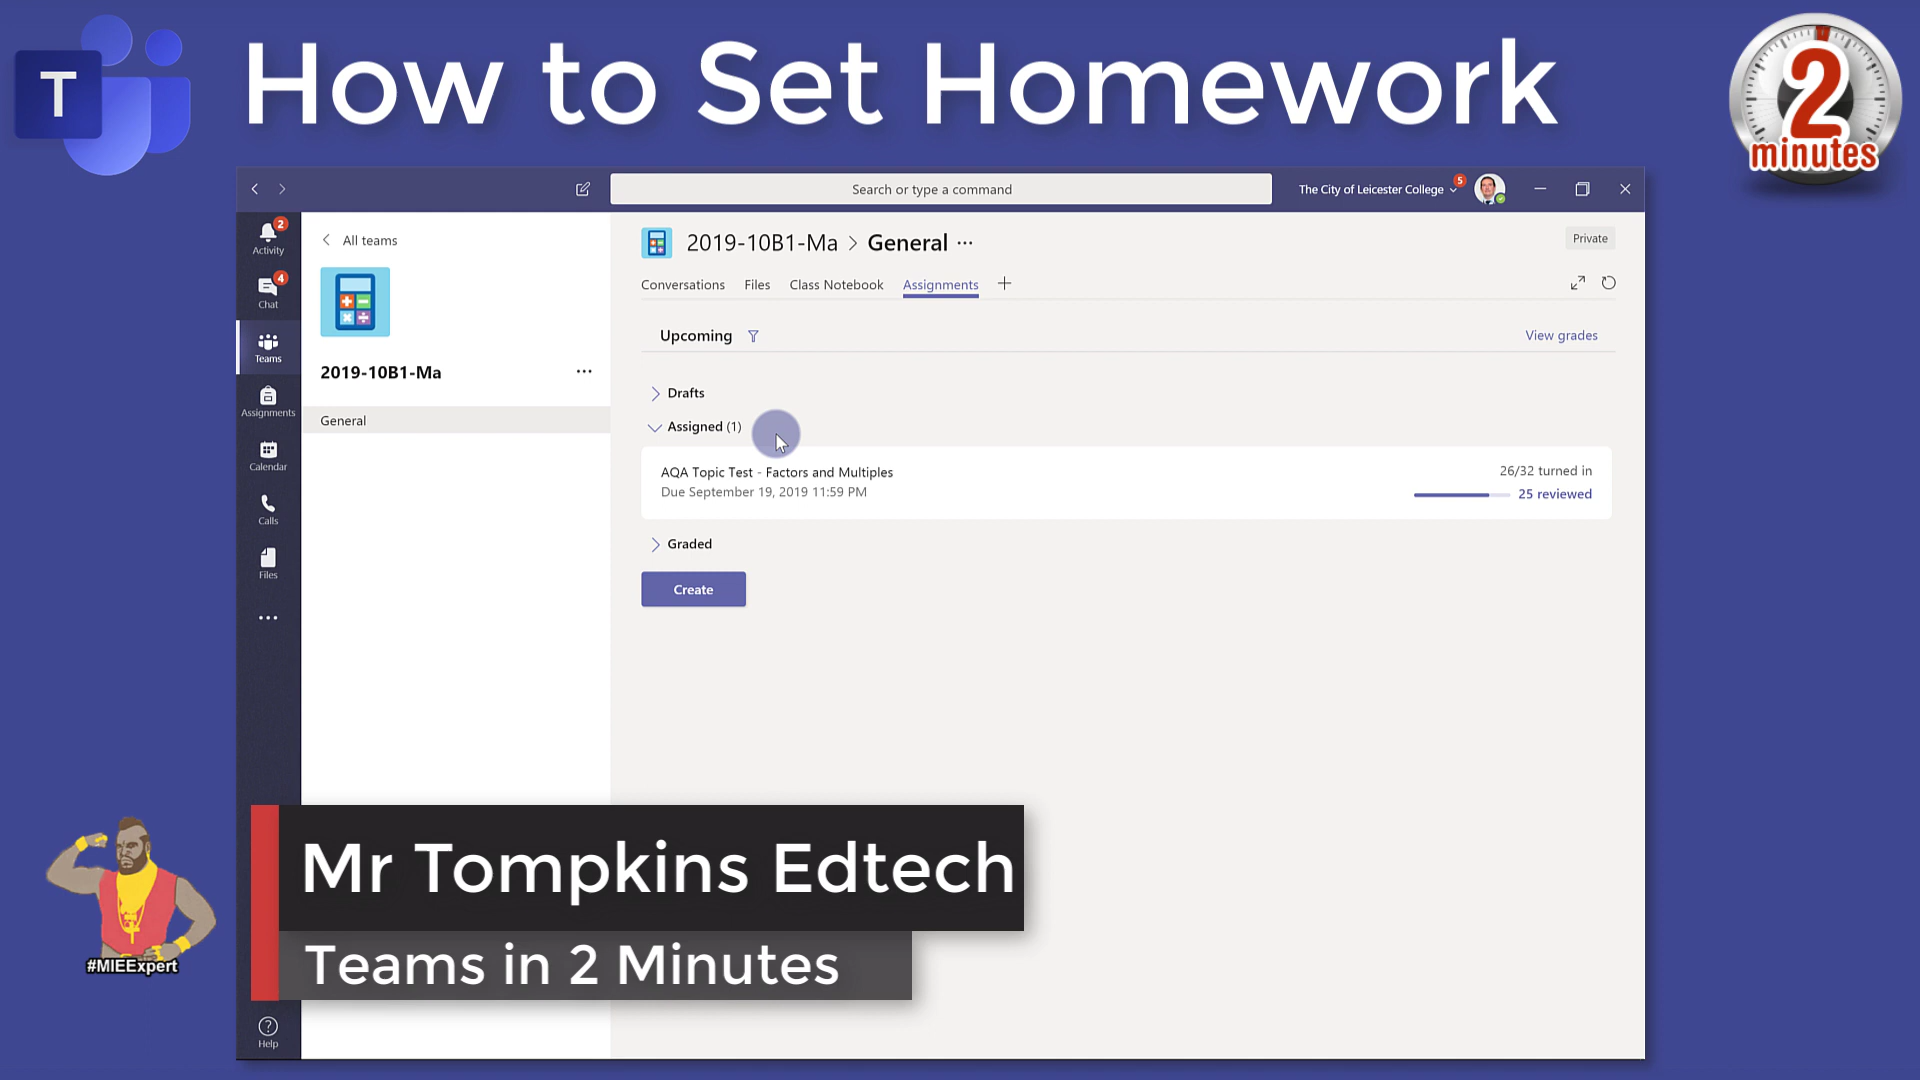 T
How to Set Homework
2
minutes
Search or type a command
The City of Leicester College
5
2
Activity
4
Chat
Teams
Assignments
Calendar
Calls
Files
Help
All teams
2019-10B1-Ma
General
2019-10B1-Ma > General ...
Private
Conversations Files Class Notebook Assignments +
Upcoming
View grades
Drafts
Assigned (1)
AQA Topic Test - Factors and Multiples
26/32 turned in
Due September 19, 2019 11:59 PM
25 reviewed
Graded
Create
Mr Tompkins Edtech
Teams in 2 Minutes
#MIEExpert